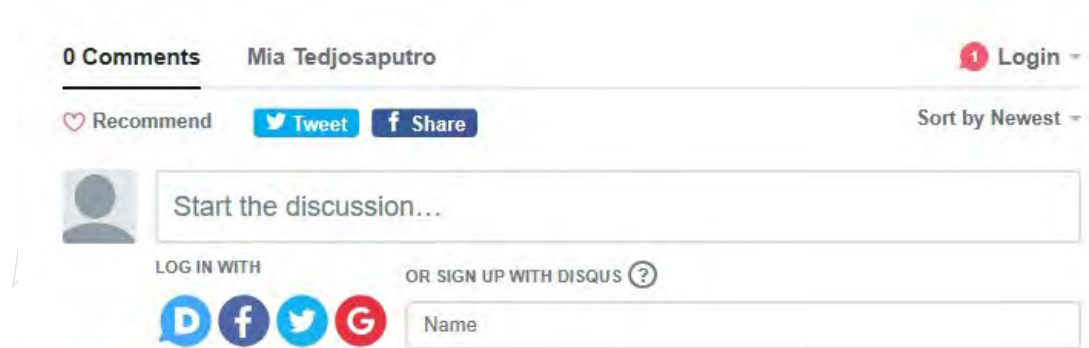 0 Comments Mia Tedjosaputro 1 Login
Recommend Tweet f Share Sort by Newest
Start the discussion…
LOG IN WITH OR SIGN UP WITH DISQUS ?
D f G Name